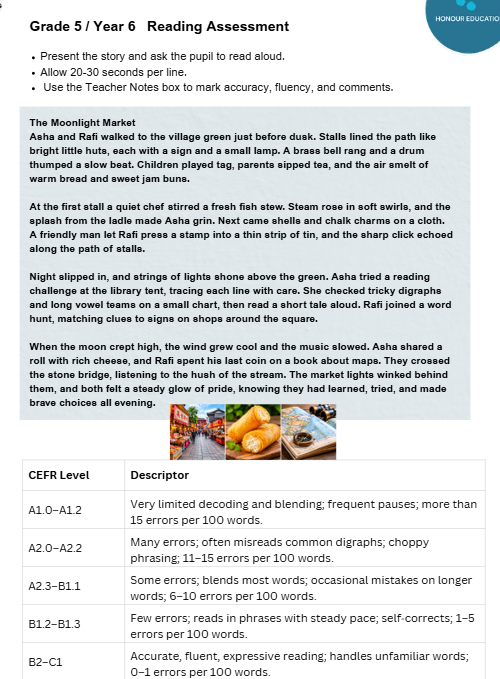 HONOUR EDUCATIO
Grade 5 / Year 6 Reading Assessment
• Present the story and ask the pupil to read aloud.
• Allow 20-30 seconds per line.
• Use the Teacher Notes box to mark accuracy, fluency, and comments.
The Moonlight Market
Asha and Rafi walked to the village green just before dusk. Stalls lined the path like
bright little huts, each with a sign and a small lamp. A brass bell rang and a drum
thumped a slow beat. Children played tag, parents sipped tea, and the air smelt of
warm bread and sweet jam buns.
At the first stall a quiet chef stirred a fresh fish stew. Steam rose in soft swirls, and the
splash from the ladle made Asha grin. Next came shells and chalk charms on a cloth.
A friendly man let Rafi press a stamp into a thin strip of tin, and the sharp click echoed
along the path of stalls.
Night slipped in, and strings of lights shone above the green. Asha tried a reading
challenge at the library tent, tracing each line with care. She checked tricky digraphs
and long vowel teams on a small chart, then read a short tale aloud. Rafi joined a word
hunt, matching clues to signs on shops around the square.
When the moon crept high, the wind grew cool and the music slowed. Asha shared a
roll with rich cheese, and Rafi spent his last coin on a book about maps. They crossed
the stone bridge, listening to the hush of the stream. The market lights winked behind
them, and both felt a steady glow of pride, knowing they had learned, tried, and made
brave choices all evening.
CEFR Level Descriptor
A1.0–A1.2 Very limited decoding and blending; frequent pauses; more than
15 errors per 100 words.
A2.0–A2.2 Many errors; often misreads common digraphs; choppy
phrasing; 11–15 errors per 100 words.
A2.3–B1.1 Some errors; blends most words; occasional mistakes on longer
words; 6–10 errors per 100 words.
B1.2–B1.3 Few errors; reads in phrases with steady pace; self-corrects; 1–5
errors per 100 words.
B2–C1 Accurate, fluent, expressive reading; handles unfamiliar words;
0–1 errors per 100 words.